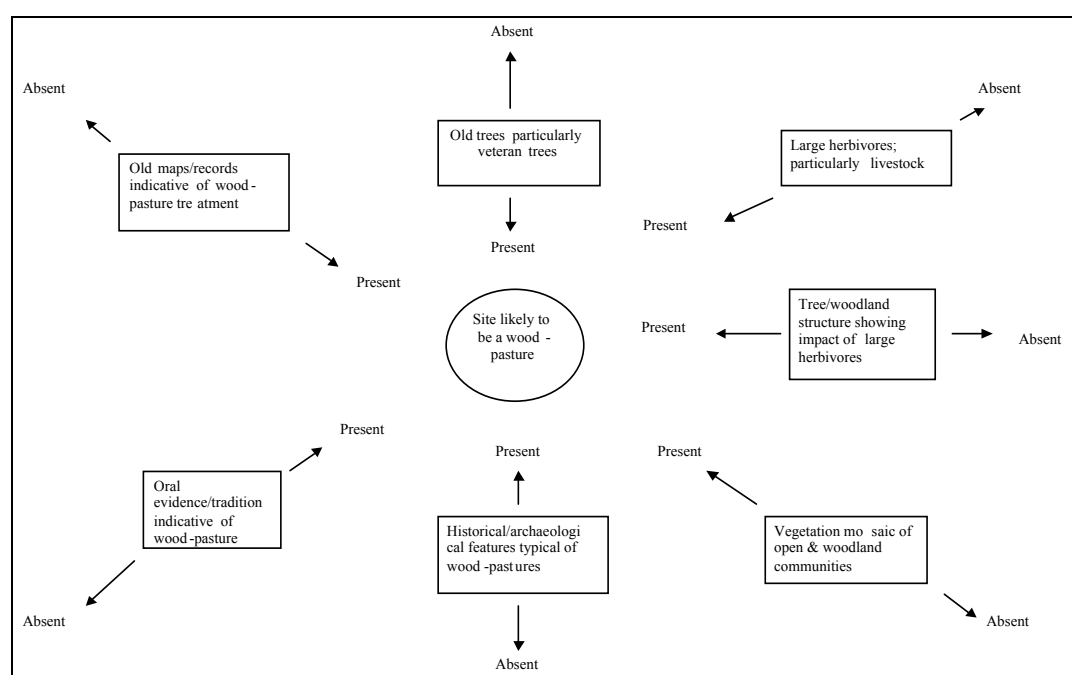 Absent
Absent
Absent
Old trees particularly
veteran trees
Large herbivores;
particularly livestock
Old maps/records
indicative of wood-
pasture tre atment
Present
Present
Present
Site likely to
be a wood -
pasture
Tree/woodland
structure showing
impact of large
herbivores
Present
Absent
Present
Present
Present
Oral
evidence/tradition
indicative of
wood-pasture
Historical/archaeologi
cal features typical of
wood -pastures
Vegetation mo saic of
open & woodland
communities
Absent
Absent
Absent